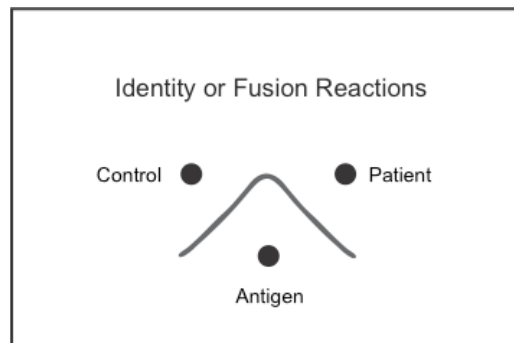 Identity or Fusion Reactions
Control
Patient
Antigen